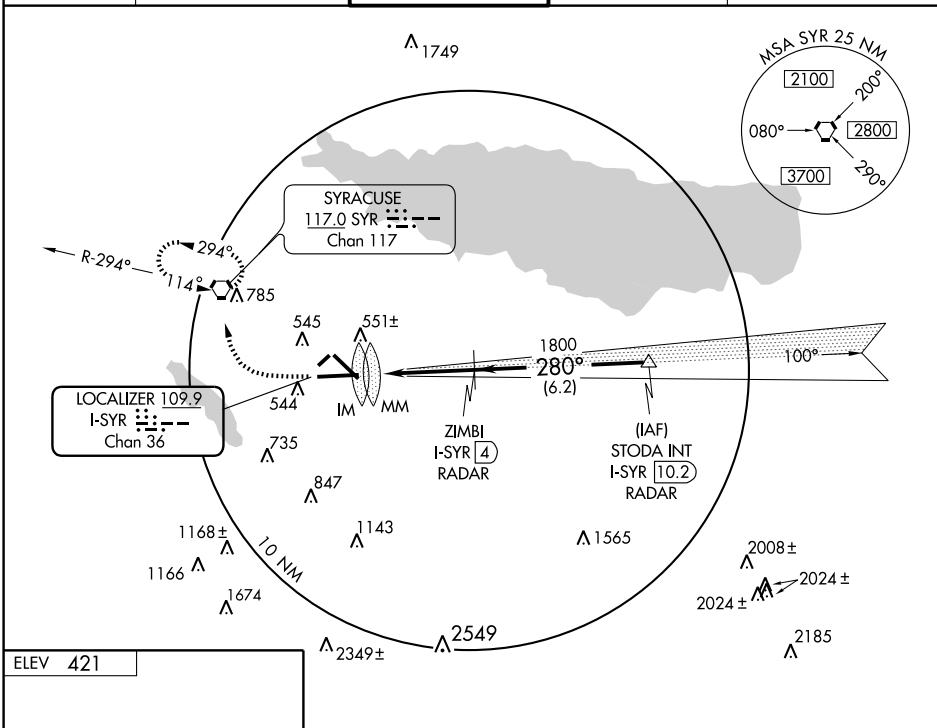 1749
MSA SYR 25 NM
2100
200°
080°
2800
3700
290°
SYRACUSE
117.0 SYR
Chan 117
R-294°
294°
114°
785
545
551±
1800
280°
(6.2)
100°
544
IM
MM
LOCALIZER 109.9
I-SYR
Chan 36
ZIMBI
I-SYR 4
RADAR
(IAF)
STODA INT
I-SYR 10.2
RADAR
735
847
1143
1565
1168±
1166
1674
10 NM
2008±
2024±
2024±
2349±
2549
2185
ELEV 421